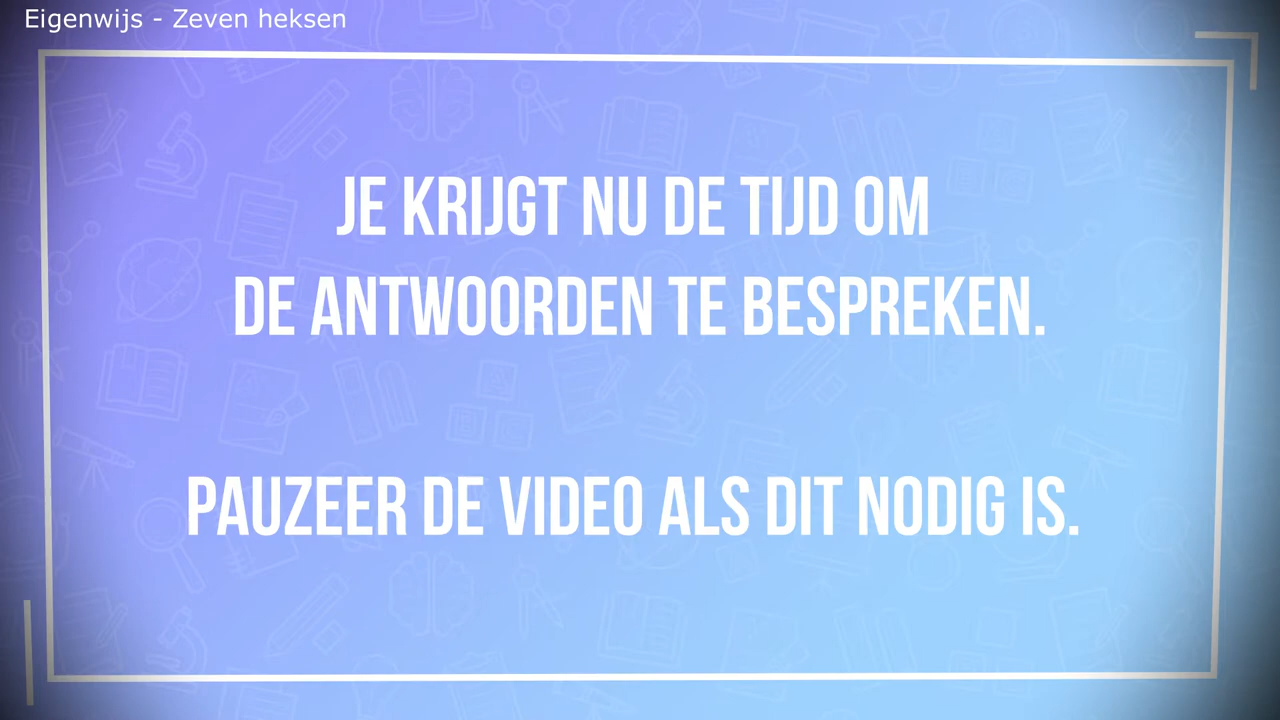 Eigenwijs - Zeven heksen
JE KRIJGT NU DE TIJD OM
DE ANTWOORDEN TE BESPREKEN.
PAUZEER DE VIDEO ALS DIT NODIG IS.